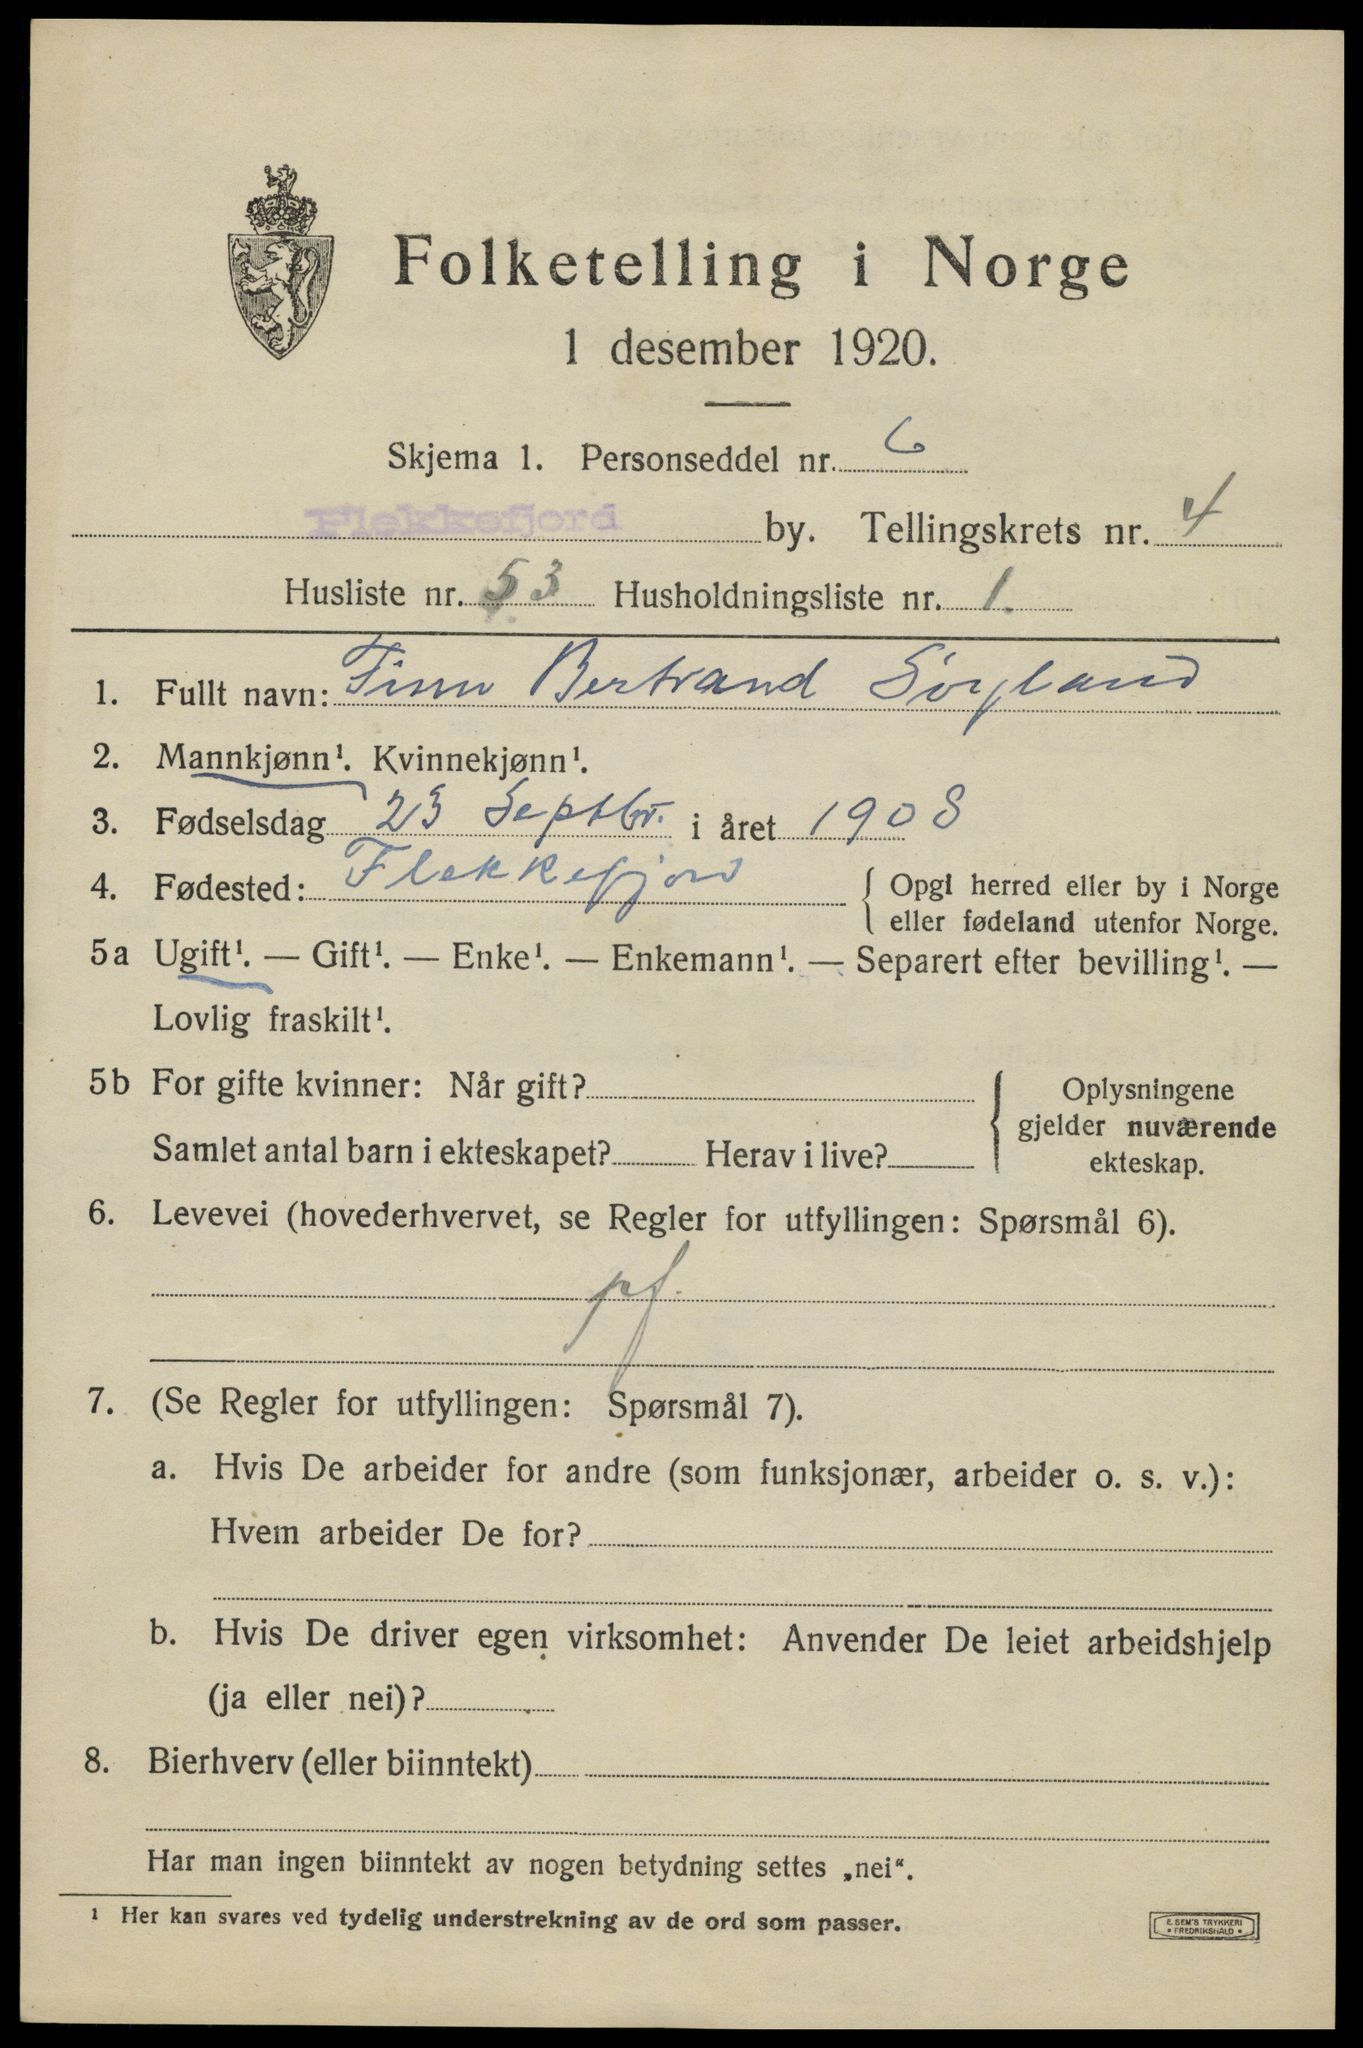 Folketelling i Norge
1 desember 1920.
Skjema 1. Personseddel nr. 6
Flekkefjord by. Tellingskrets nr. 4
Husliste nr. 53 Husholdningsliste nr. 1.
1. Fullt navn: Finn Bertrand Söyland
2. Mannkjønn¹. Kvinnekjønn¹.
3. Fødselsdag 23 Septbr. i året 1908
4. Fødested: Flekkefjord { Opgi herred eller by i Norge
eller fødeland utenfor Norge.
5a Ugift¹. — Gift¹. — Enke¹. — Enkemann¹. — Separert efter bevilling¹. —
Lovlig fraskilt¹.
5b For gifte kvinner: Når gift? { Oplysningene
gjelder nuværende
Samlet antal barn i ekteskapet? Herav i live? ekteskap.
6. Levevei (hovederhvervet, se Regler for utfyllingen: Spørsmål 6).
pf.
7. (Se Regler for utfyllingen: Spørsmål 7).
a. Hvis De arbeider for andre (som funksjonær, arbeider o. s. v.):
Hvem arbeider De for?
b. Hvis De driver egen virksomhet: Anvender De leiet arbeidshjelp
(ja eller nei)?
8. Bierhverv (eller biinntekt)
Har man ingen biinntekt av nogen betydning settes „nei“.
¹ Her kan svares ved tydelig understrekning av de ord som passer.
E. SEM'S TRYKKERI
• FREDRIKSHALD •